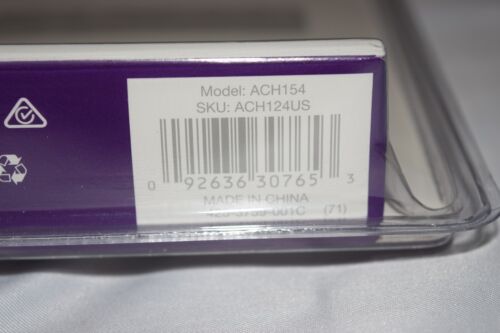 Model: ACH154
SKU: ACH124US
0 92636 30765 3
MADE IN CHINA
(71)